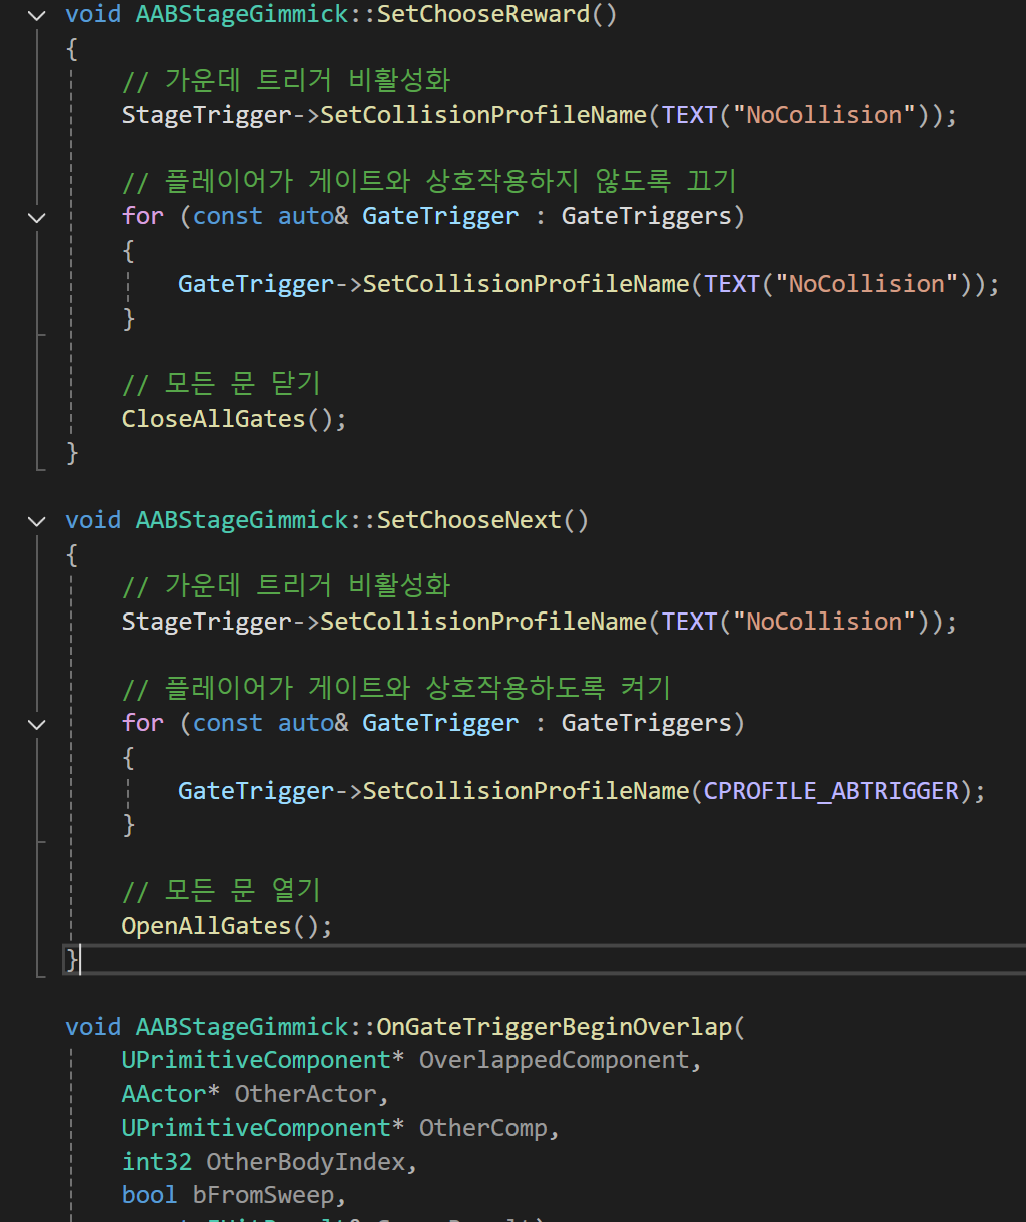 void AABStageGimmick::SetChooseReward()
{
// 가운데 트리거 비활성화
StageTrigger->SetCollisionProfileName(TEXT("NoCollision"));
// 플레이어가 게이트와 상호작용하지 않도록 끄기
for (const auto& GateTrigger : GateTriggers)
{
GateTrigger->SetCollisionProfileName(TEXT("NoCollision"));
}
// 모든 문 닫기
CloseAllGates();
}
void AABStageGimmick::SetChooseNext()
{
// 가운데 트리거 비활성화
StageTrigger->SetCollisionProfileName(TEXT("NoCollision"));
// 플레이어가 게이트와 상호작용하도록 켜기
for (const auto& GateTrigger : GateTriggers)
{
GateTrigger->SetCollisionProfileName(CPROFILE_ABTRIGGER);
}
// 모든 문 열기
OpenAllGates();
}
void AABStageGimmick::OnGateTriggerBeginOverlap(
UPrimitiveComponent* OverlappedComponent,
AActor* OtherActor,
UPrimitiveComponent* OtherComp,
int32 OtherBodyIndex,
bool bFromSweep,